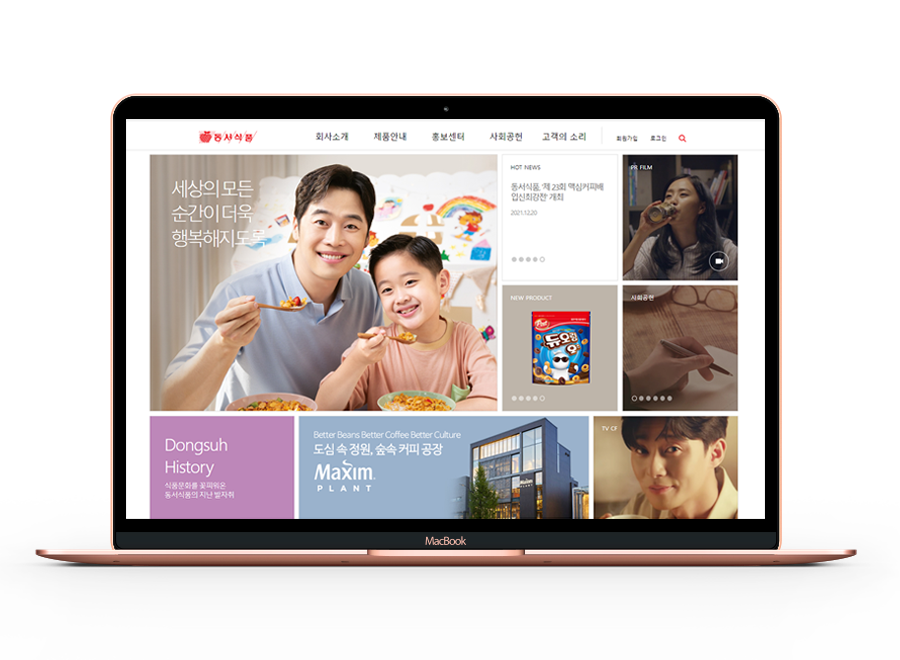 동서식품
회사소개 제품안내 홍보센터 사회공헌 고객의 소리 회원가입 로그인
세상의 모든
순간이 더욱
행복해지도록
HOT NEWS
동서식품, '제 23회 맥심커피배
입신최강전' 개최
2021.12.20
PR FILM
NEW PRODUCT
Post
듀오링
사회공헌
Dongsuh
History
식품문화를 꽃피워온
동서식품의 지난 발자취
Better Beans Better Coffee Better Culture
도심 속 정원, 숲속 커피 공장
Maxim
PLANT
Maxim
PLANT
TV CF
MacBook